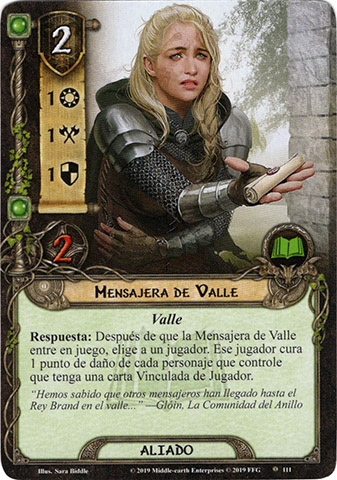 2
1
1
1
2
MENSAJERA DE VALLE
Valle
Respuesta: Después de que la Mensajera de Valle
entre en juego, elige a un jugador. Ese jugador cura
1 punto de daño de cada personaje que controle
que tenga una carta Vinculada de Jugador.
“Hemos sabido que otros mensajeros han llegado hasta el
Rey Brand en el valle...” —Glóin, La Comunidad del Anillo
ALIADO
Illus. Sara Biddle © 2019 Middle-earth Enterprises © 2019 FFG 111